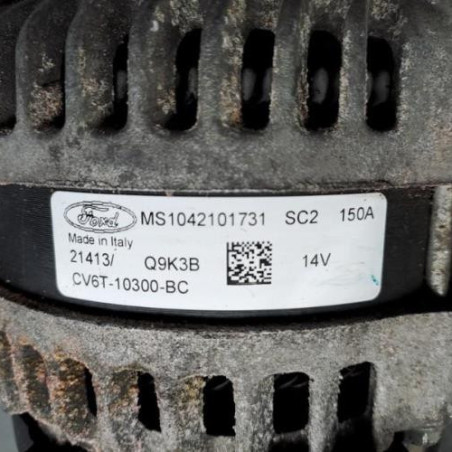 Ford MS1042101731 SC2 150A
Made in Italy
21413/ Q9K3B 14V
CV6T-10300-BC